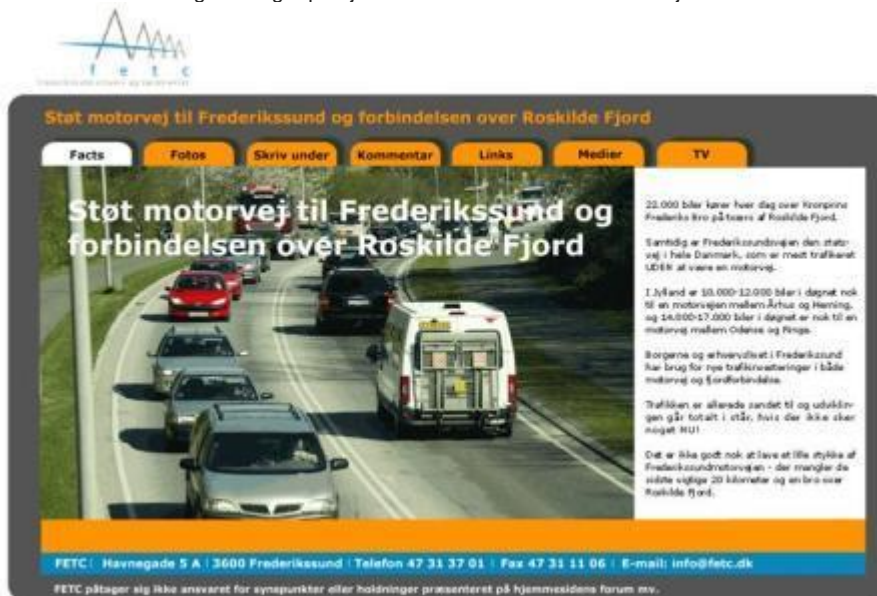 fetc
Støt motorvej til Frederikssund og forbindelsen over Roskilde Fjord
Facts
Fotos
Skriv under
Kommentar
Links
Medier
TV
Støt motorvej til Frederikssund og
forbindelsen over Roskilde Fjord
22.000 biler kører hver dag over Kronprins
Frederiks Bro på tværs af Roskilde Fjord.
Samtidig er Frederikssundsvejen den stats-
vej i hele Danmark, som er mest trafikeret
UDEN at være en motorvej.
I Jylland er 10.000-12.000 biler i døgnet nok
til en motorvejen mellem Århus og Herning,
og 14.000-17.000 biler i døgnet er nok til en
motorvej mellem Odense og Ringe.
Borgerne og erhvervslivet i Frederikssund
har brug for nye trafikinvesteringer i både
motorvej og fjordforbindelse.
Trafikken er allerede sandet til og udviklin-
gen går totalt i stå, hvis der ikke sker
noget NU!
Det er ikke godt nok at lave et lille stykke af
Frederikssundmotorvejen - der mangler de
sidste vigtige 20 kilometer og en bro over
Roskilde Fjord.
FETC | Havnegade 5 A | 3600 Frederikssund | Telefon 47 31 37 01 | Fax 47 31 11 06 | E-mail: info@fetc.dk
FETC påtager sig ikke ansvaret for synspunkter eller holdninger præsenteret på hjemmesidens forum mv.